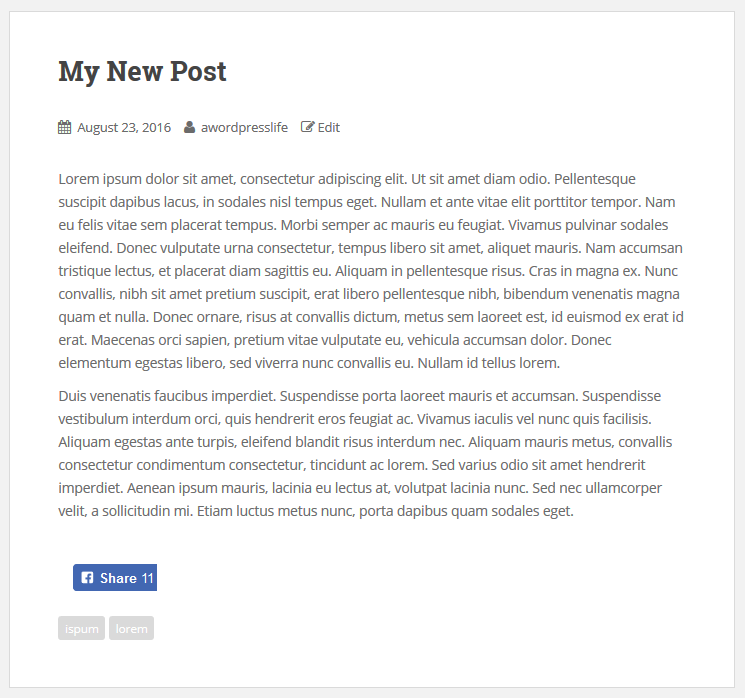 My New Post
August 23, 2016 awordpresslife Edit
Lorem ipsum dolor sit amet, consectetur adipiscing elit. Ut sit amet diam odio. Pellentesque
suscipit dapibus lacus, in sodales nisl tempus eget. Nullam et ante vitae elit porttitor tempor. Nam
eu felis vitae sem placerat tempus. Morbi semper ac mauris eu feugiat. Vivamus pulvinar sodales
eleifend. Donec vulputate urna consectetur, tempus libero sit amet, aliquet mauris. Nam accumsan
tristique lectus, et placerat diam sagittis eu. Aliquam in pellentesque risus. Cras in magna ex. Nunc
convallis, nibh sit amet pretium suscipit, erat libero pellentesque nibh, bibendum venenatis magna
quam et nulla. Donec ornare, risus at convallis dictum, metus sem laoreet est, id euismod ex erat id
erat. Maecenas orci sapien, pretium vitae vulputate eu, vehicula accumsan dolor. Donec
elementum egestas libero, sed viverra nunc convallis eu. Nullam id tellus lorem.
Duis venenatis faucibus imperdiet. Suspendisse porta laoreet mauris et accumsan. Suspendisse
vestibulum interdum orci, quis hendrerit eros feugiat ac. Vivamus iaculis vel nunc quis facilisis.
Aliquam egestas ante turpis, eleifend blandit risus interdum nec. Aliquam mauris metus, convallis
consectetur condimentum consectetur, tincidunt ac lorem. Sed varius odio sit amet hendrerit
imperdiet. Aenean ipsum mauris, lacinia eu lectus at, volutpat lacinia nunc. Sed nec ullamcorper
velit, a sollicitudin mi. Etiam luctus metus nunc, porta dapibus quam sodales eget.
Share 11
ispum lorem